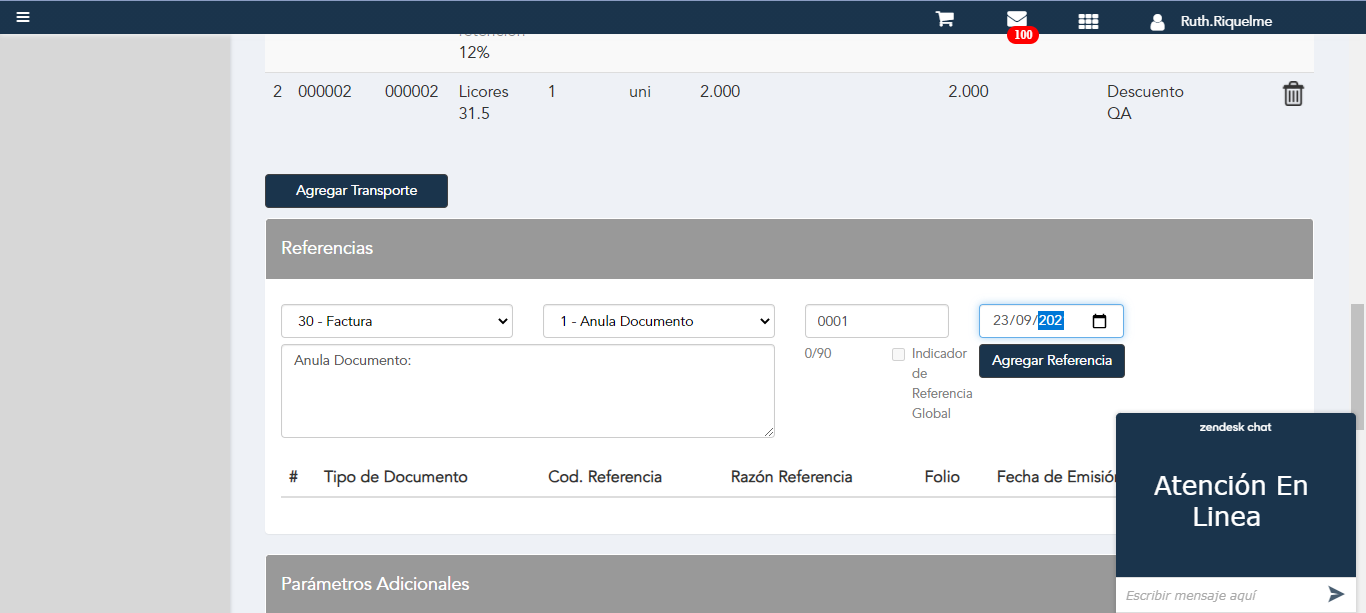 100
Ruth.Riquelme
retención
12%
2 000002 000002 Licores 1 uni 2.000 2.000 Descuento
31.5 QA
Agregar Transporte
Referencias
30 - Factura 1 - Anula Documento 0001 23/09/202
Anula Documento: 0/90 Indicador Agregar Referencia
de
Referencia
Global
# Tipo de Documento Cod. Referencia Razón Referencia Folio Fecha de Emisión
Parámetros Adicionales
zendesk chat
Atención En
Linea
Escribir mensaje aquí